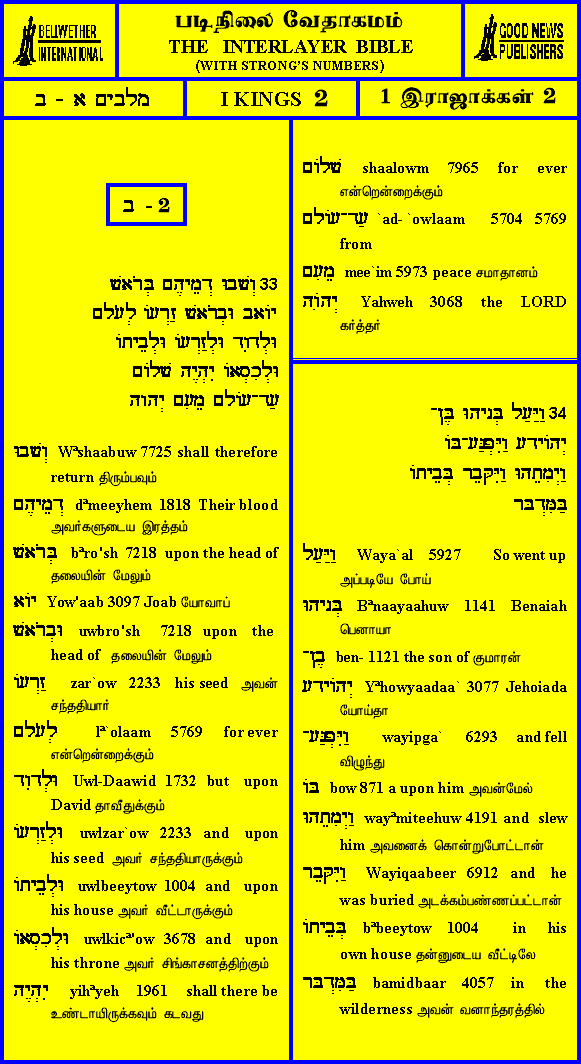 BELLWETHER
INTERNATIONAL
படிநிலை வேதாகமம்
THE INTERLAYER BIBLE
(WITH STRONG'S NUMBERS)
GOOD NEWS
PUBLISHERS
מלכים א - ב
I KINGS 2
1 இராஜாக்கள் 2
ב - 2
33 וְשָׁבוּ דְמֵיהֶם בְּרֹאשׁ
יוֹאָב וּבְרֹאשׁ זַרְעוֹ לְעֹלָם
וּלְדָוִד וּלְזַרְעוֹ וּלְבֵיתוֹ
וּלְכִסְאוֹ יִהְיֶה שָׁלוֹם
עַד־עוֹלָם מֵעִם יְהוָה
וְשָׁבוּ Wªshaabuw 7725 shall therefore
return திரும்பவும்
דְמֵיהֶם dªmeeyhem 1818 Their blood
அவர்களுடைய இரத்தம்
בְּרֹאשׁ bªro'sh 7218 upon the head of
தலையின் மேலும்
יוֹא Yow'aab 3097 Joab யோவாப்
וּבְרֹאשׁ uwbro'sh 7218 upon the
head of தலையின் மேலும்
זַרְעוֹ zar`ow 2233 his seed அவன்
சந்ததியார்
לְעֹלָם lª`olaam 5769 for ever
என்றென்றைக்கும்
וּלְדָוִד Uwl-Daawid 1732 but upon
David தாவீதுக்கும்
וּלְזַרְעוֹ uwlzar`ow 2233 and upon
his seed அவர் சந்ததியாருக்கும்
וּלְבֵיתוֹ uwlbeeytow 1004 and upon
his house அவர் வீட்டாருக்கும்
וּלְכִסְאוֹ uwlkicª'ow 3678 and upon
his throne அவர் சிங்காசனத்திற்கும்
יִהְיֶה yihªyeh 1961 shall there be
உண்டாயிருக்கவும் கடவது
שָׁלוֹם shaalowm 7965 for ever
என்றென்றைக்கும்
עַד־עוֹלָם `ad- `owlaam 5704 5769
from
מֵעִם mee`im 5973 peace சமாதானம்
יְהוָה Yahweh 3068 the LORD
கர்த்தர்
34 וַיַּעַל בְּנָיָהוּ בֶּן־
יְהוֹיָדָע וַיִּפְגַּע־בּוֹ
וַיְמִתֵהוּ וַיִּקָּבֵר בְּבֵיתוֹ
בַּמִּדְבָּר
וַיַּעַל Waya`al 5927 So went up
அப்படியே போய்
בְּנָיָהוּ Bªnaayaahuw 1141 Benaiah
பெனாயா
בֶּן־ ben- 1121 the son of குமாரன்
יְהוֹיָדָע Yªhowyaadaa` 3077 Jehoiada
யோய்தா
וַיִּפְגַּע־ wayipga` 6293 and fell
விழுந்து
בּוֹ bow 871 a upon him அவன்மேல்
וַיְמִתֵהוּ wayªmiteehuw 4191 and slew
him அவனைக் கொன்றுபோட்டான்
וַיִּקָּבֵר Wayiqaabeer 6912 and he
was buried அடக்கம்பண்ணப்பட்டான்
בְּבֵיתוֹ bªbeeytow 1004 in his
own house தன்னுடைய வீட்டிலே
בַּמִּדְבָּר bamidbaar 4057 in the
wilderness அவன் வனாந்தரத்தில்